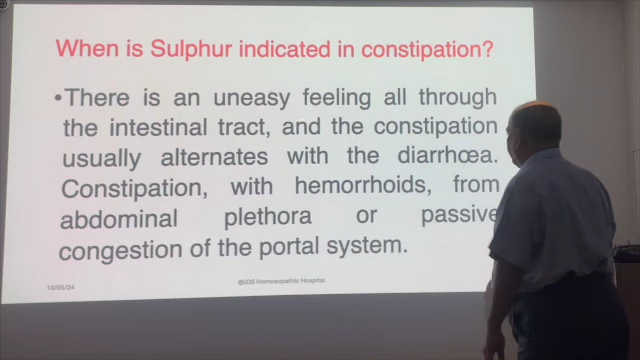 When is Sulphur indicated in constipation?
•There is an uneasy feeling all through
the intestinal tract, and the constipation
usually alternates with the diarrhœa.
Constipation, with hemorrhoids, from
abdominal plethora or passive
congestion of the portal system.
10/05/24
@IDS Homoeopathic Hospital